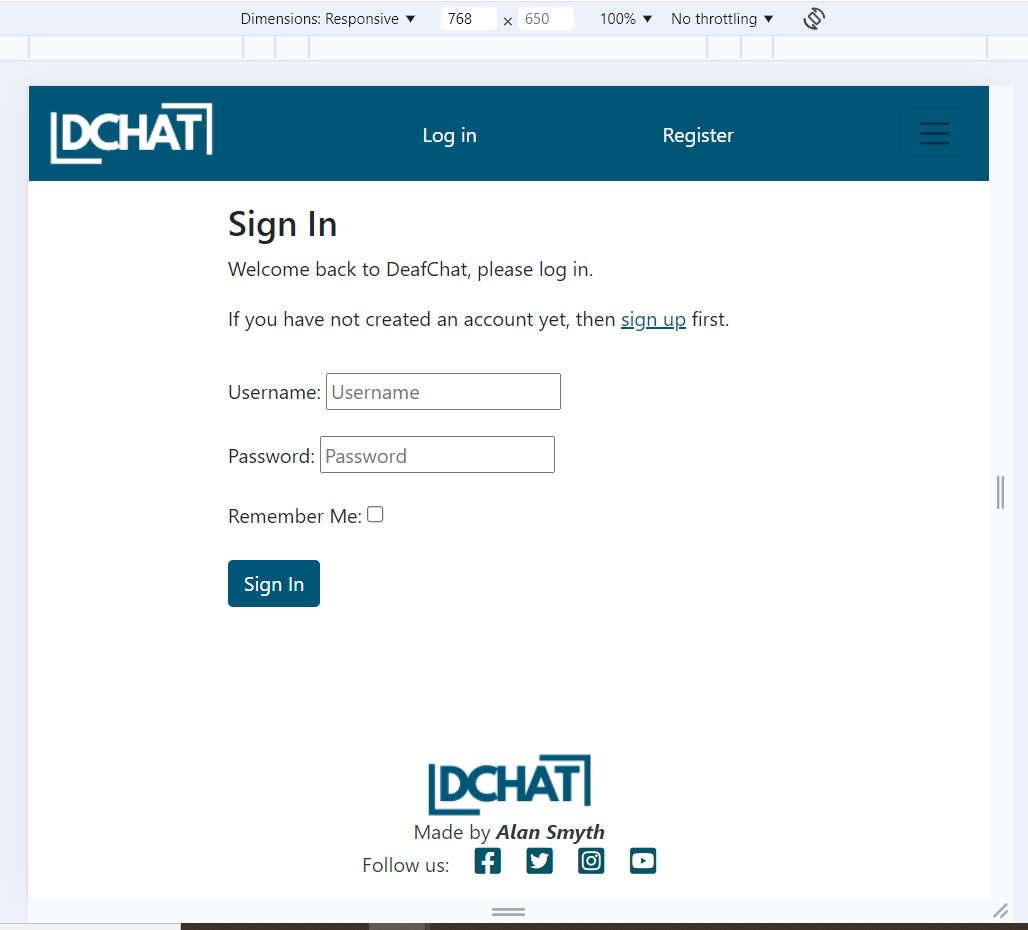 Dimensions: Responsive ▼ 768 × 650 100% ▼ No throttling ▼
DCHAT Log in Register
Sign In
Welcome back to DeafChat, please log in.
If you have not created an account yet, then sign up first.
Username: Username
Password: Password
Remember Me:
Sign In
DCHAT
Made by Alan Smyth
Follow us: